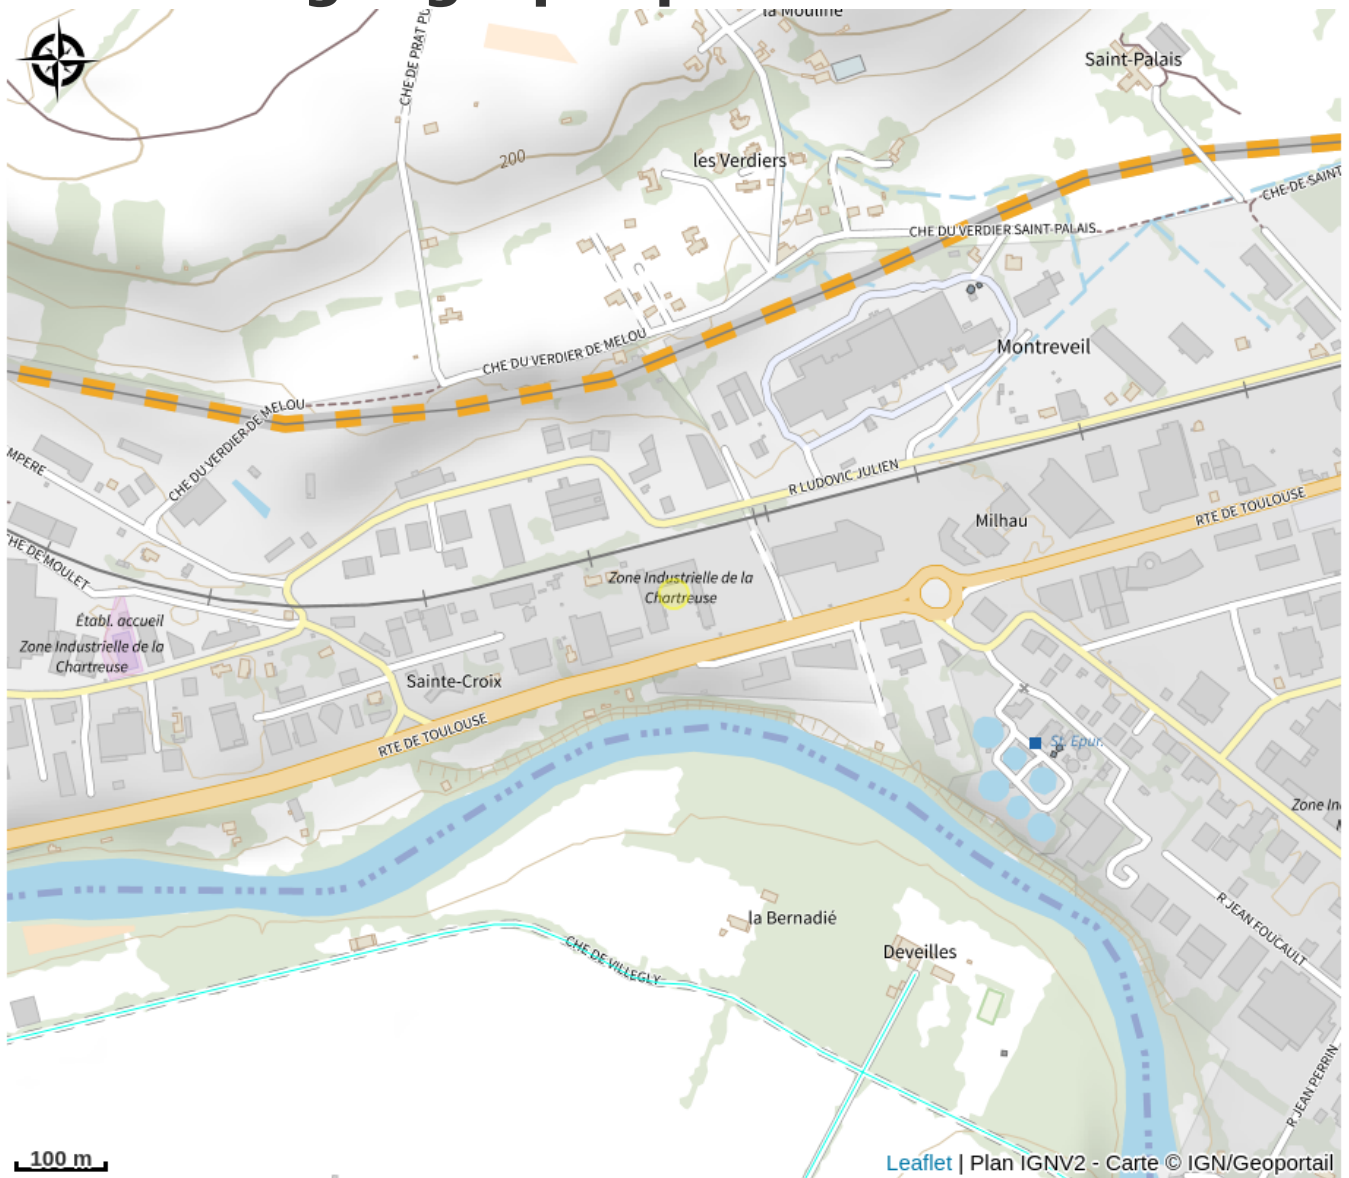 la Mouline
Saint-Palais
CHE DE PRAT
200
les Verdiers
CHE DE SAINT
CHE DU VERDIER SAINT-PALAIS
CHE DU VERDIER DE MELOU
Montreveil
CHE DU VERDIER DE MELOU
MPERE
R LUDOVIC JULIEN
RTE DE TOULOUSE
Milhau
CHE DE MOULET
Zone Industrielle de la
Chartreuse
Établ. accueil
Zone Industrielle de la
Chartreuse
Sainte-Croix
RTE DE TOULOUSE
St. Epur.
Zone In
la Bernadié
R JEAN FOUCAULT
CHE DE VILLEGLY
Deveilles
R JEAN PERRIN
100 m
Leaflet | Plan IGNV2 - Carte © IGN/Geoportail